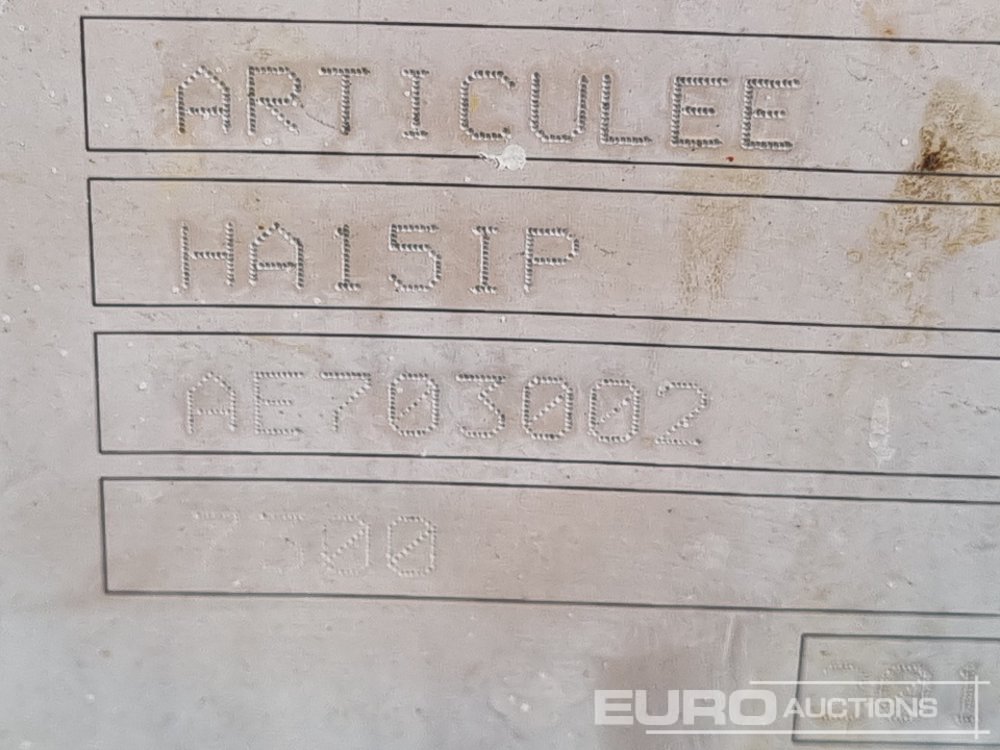 ARTICULEE
HA15IP
AE703002
7500
EURO AUCTIONS